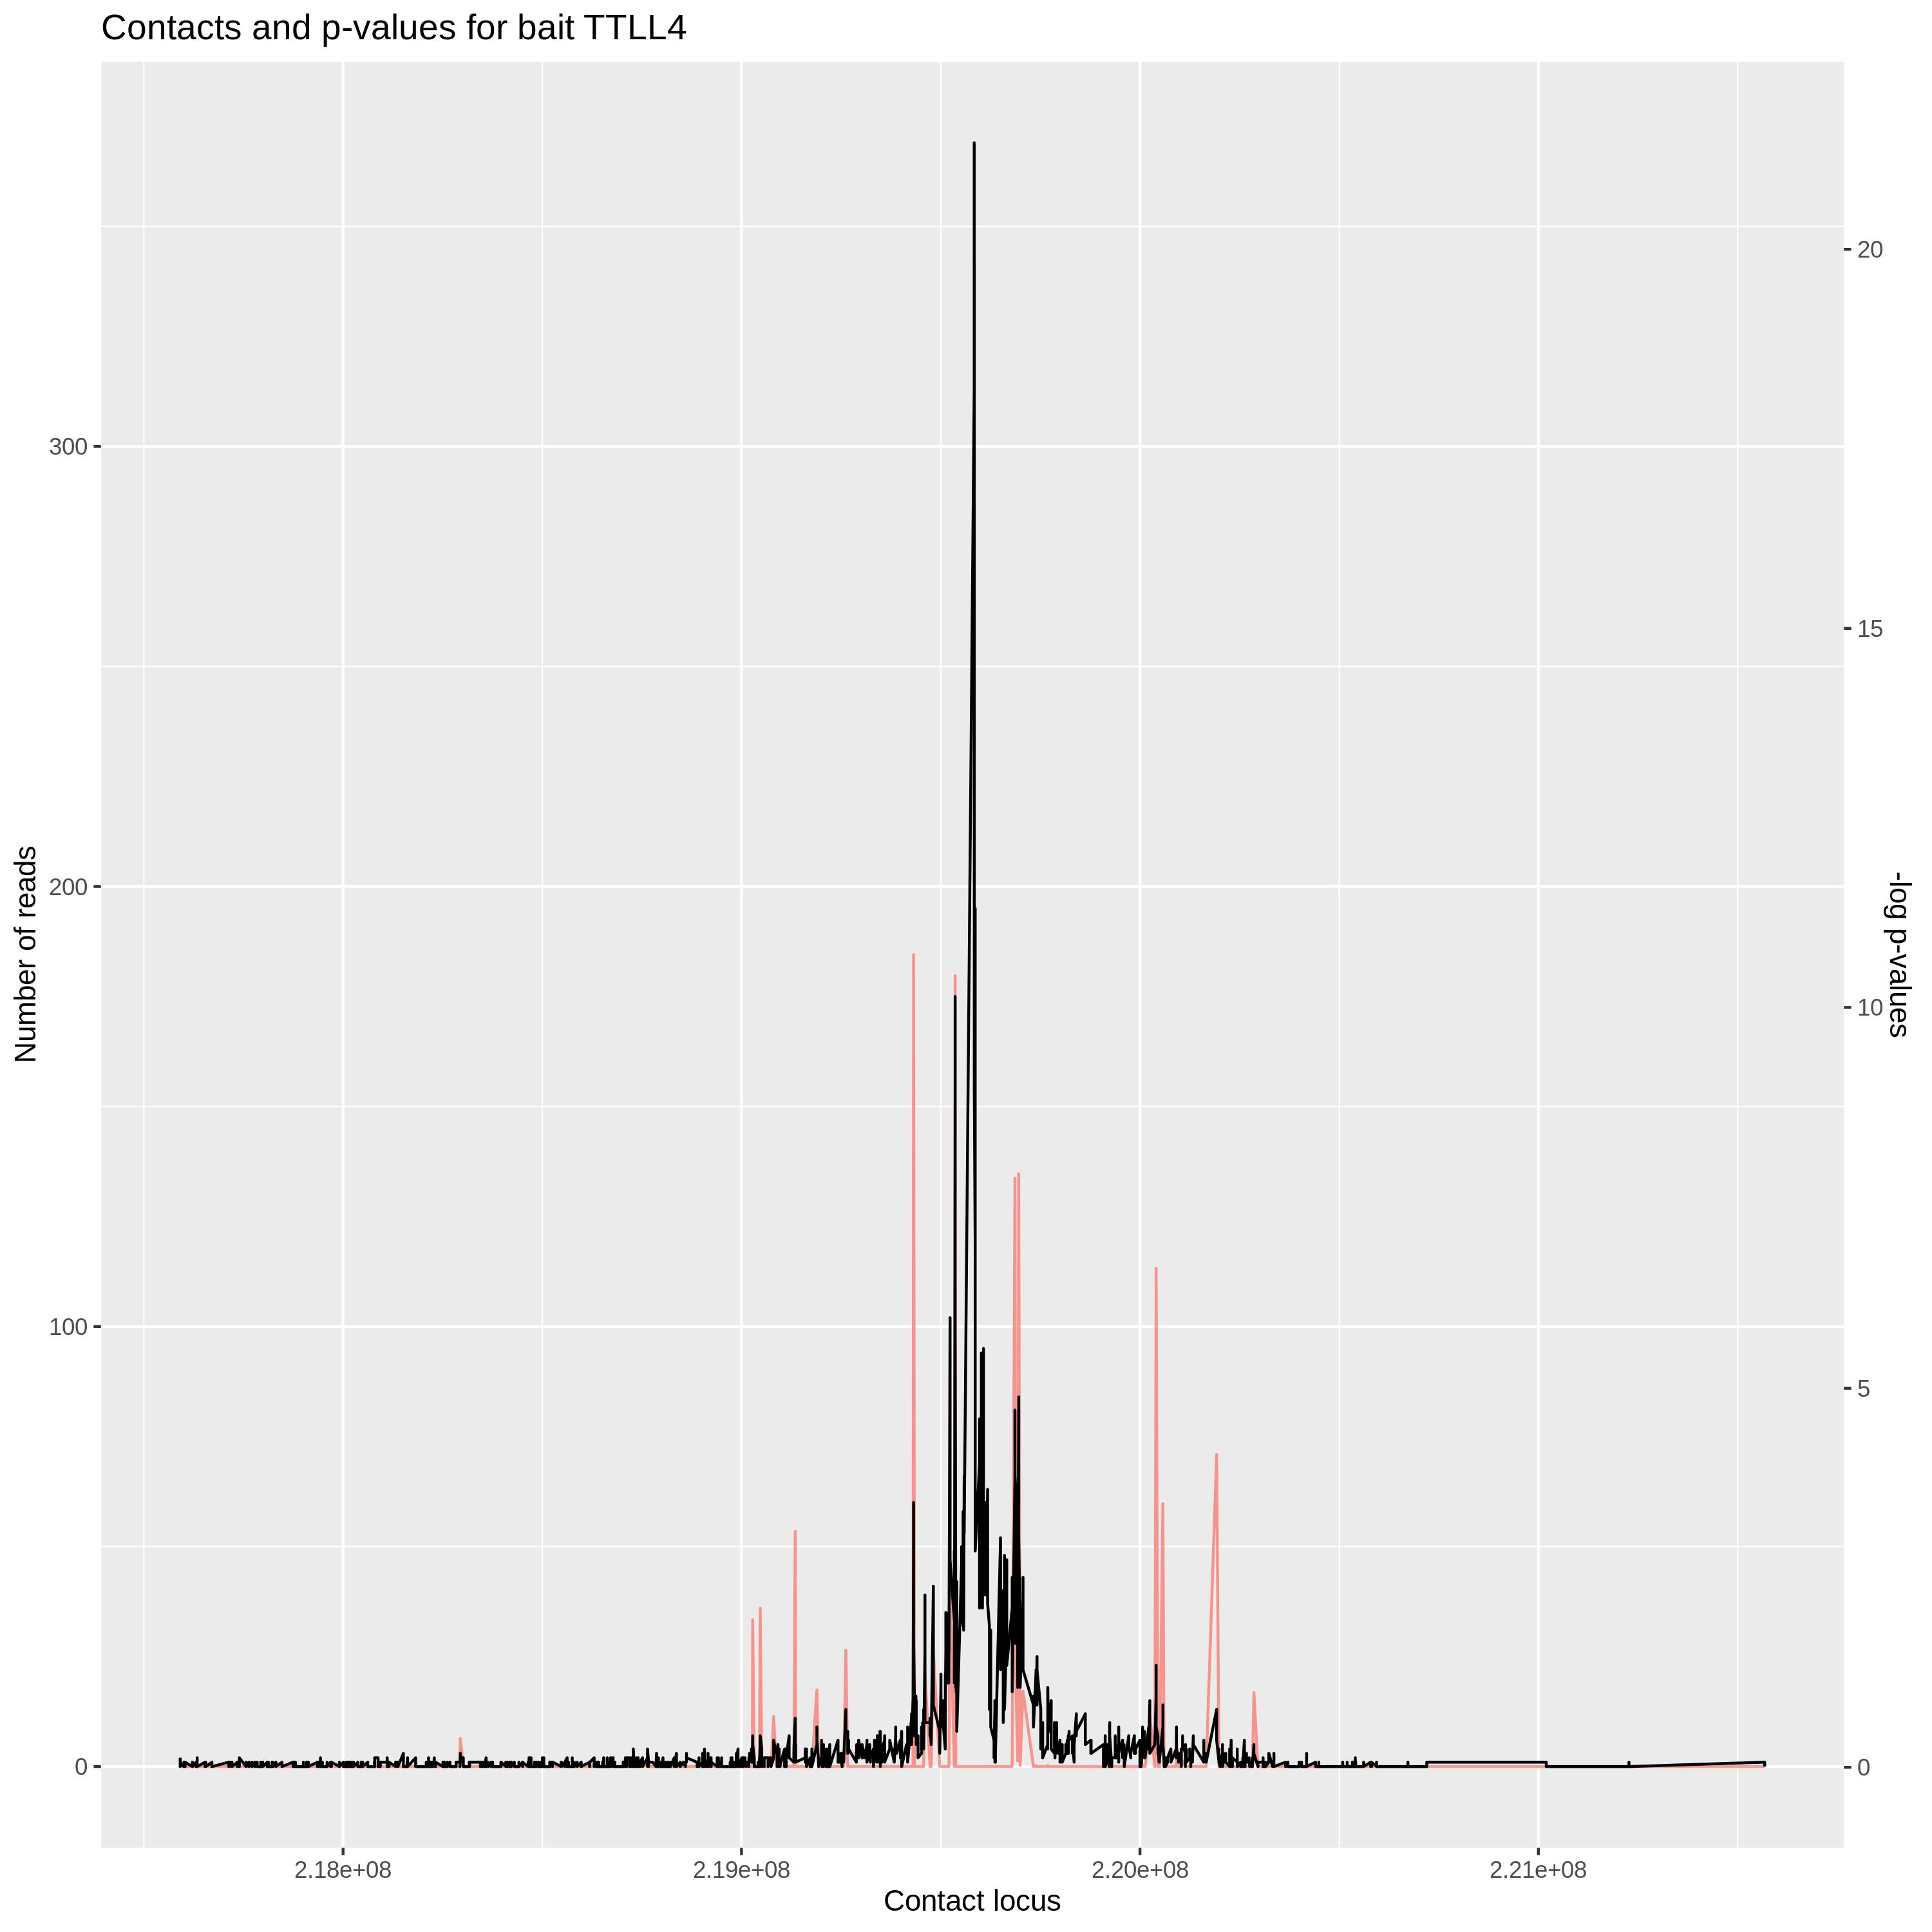 Contacts and p-values for bait TTLL4
300
200
100
0
Number of reads
20
15
10
5
0
-log p-values
2.18e+08
2.19e+08
2.20e+08
2.21e+08
Contact locus